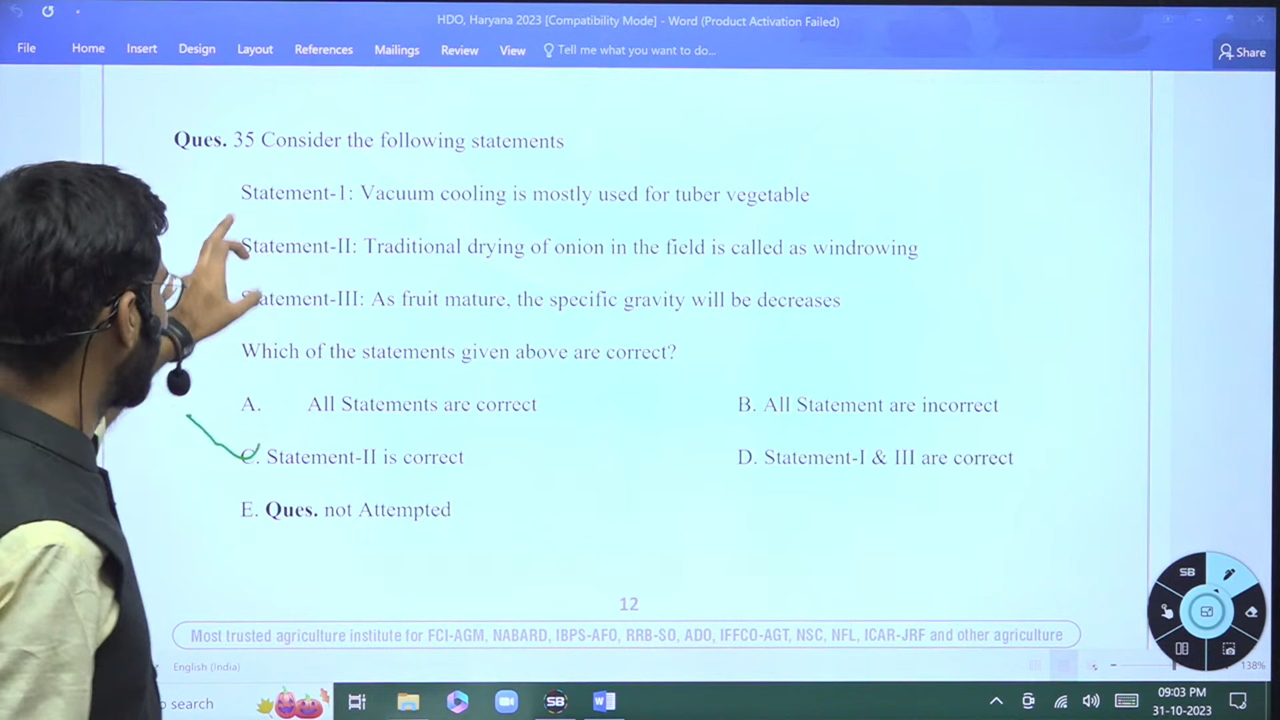 HDO, Haryana 2023 [Compatibility Mode] - Word (Product Activation Failed)
File Home Insert Design Layout References Mailings Review View Tell me what you want to do... Share
Ques. 35 Consider the following statements
Statement-1: Vacuum cooling is mostly used for tuber vegetable
Statement-II: Traditional drying of onion in the field is called as windrowing
Statement-III: As fruit mature, the specific gravity will be decreases
Which of the statements given above are correct?
A. All Statements are correct
B. All Statement are incorrect
C. Statement-II is correct
D. Statement-I & III are correct
E. Ques. not Attempted
12
Most trusted agriculture institute for FCI-AGM, NABARD, IBPS-AFO, RRB-SO, ADO, IFFCO-AGT, NSC, NFL, ICAR-JRF and other agriculture
English (India)
138%
SB
search
SB
09:03 PM
31-10-2023